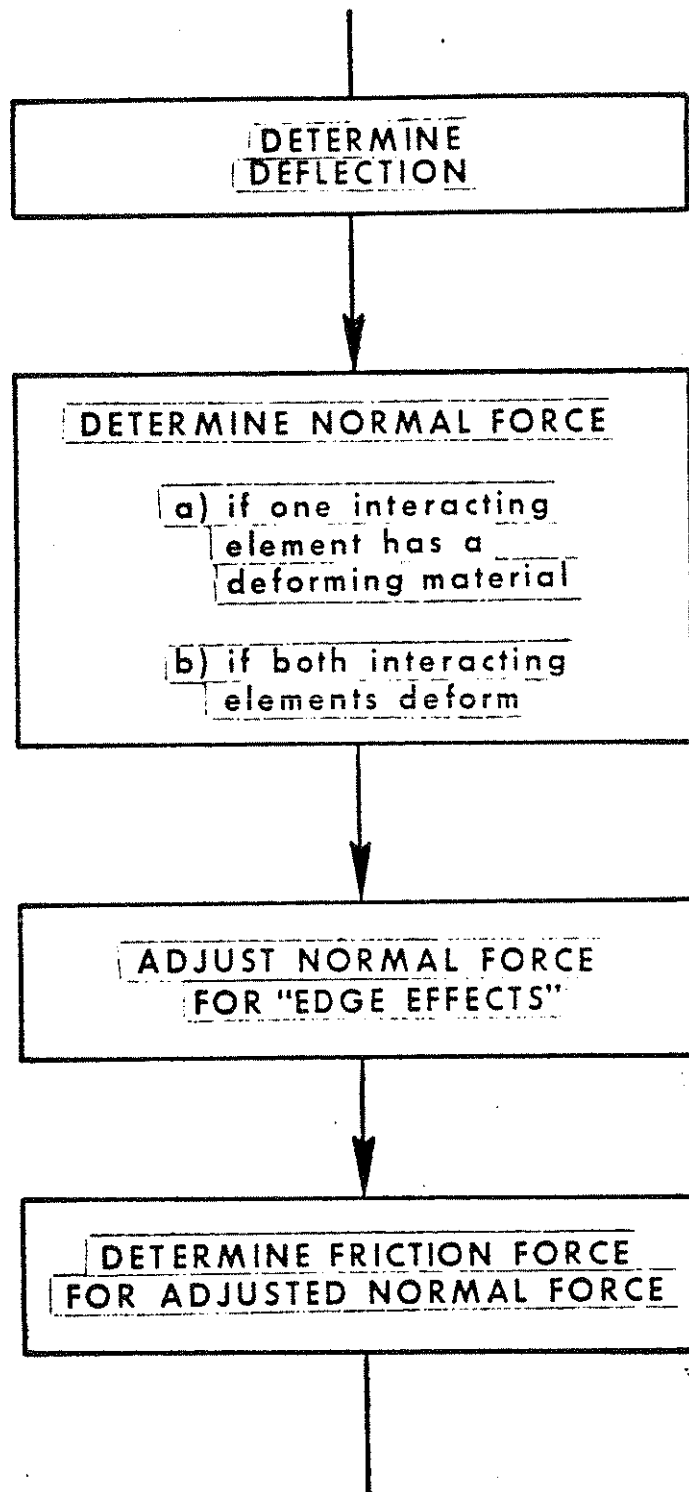 DETERMINE
DEFLECTION
DETERMINE NORMAL FORCE
a) if one interacting
element has a
deforming material
b) if both interacting
elements deform
ADJUST NORMAL FORCE
FOR "EDGE EFFECTS"
DETERMINE FRICTION FORCE
FOR ADJUSTED NORMAL FORCE